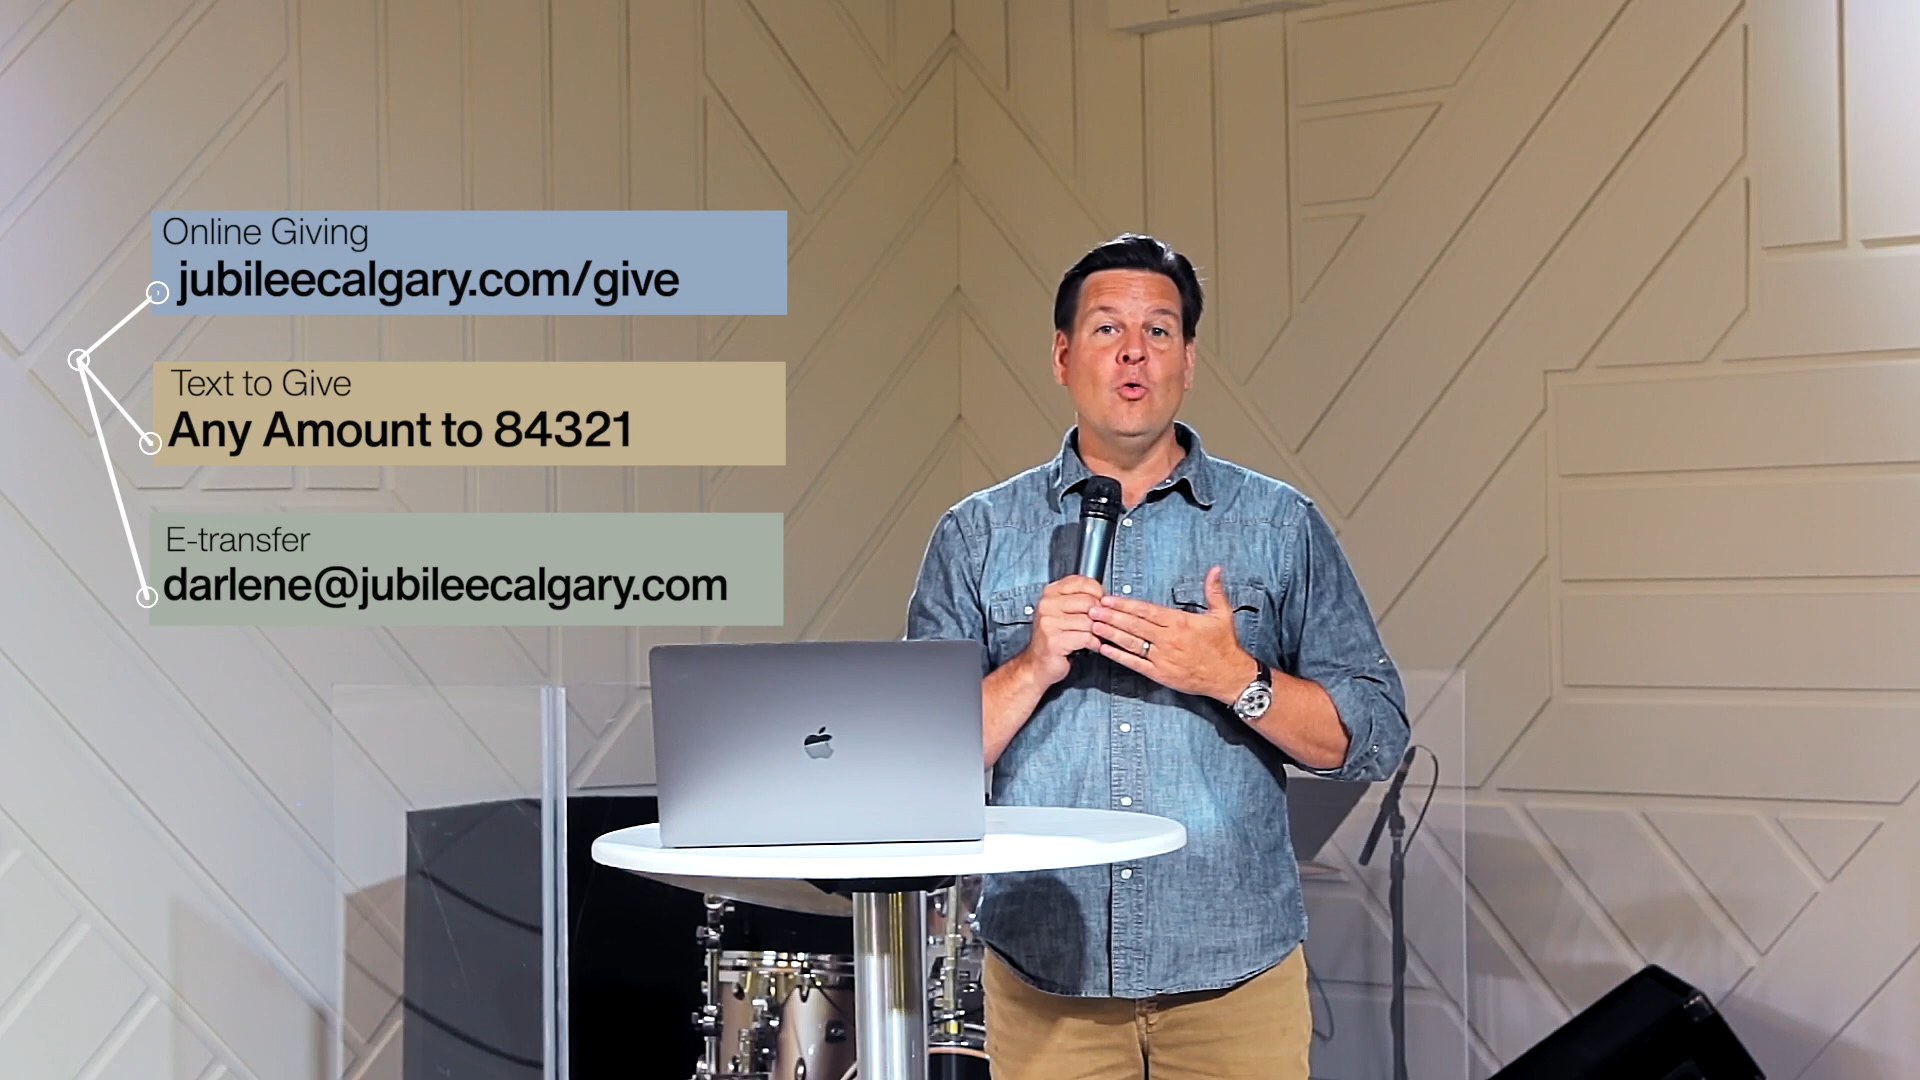 Online Giving
jubileecalgary.com/give
Text to Give
Any Amount to 84321
E-transfer
darlene@jubileecalgary.com